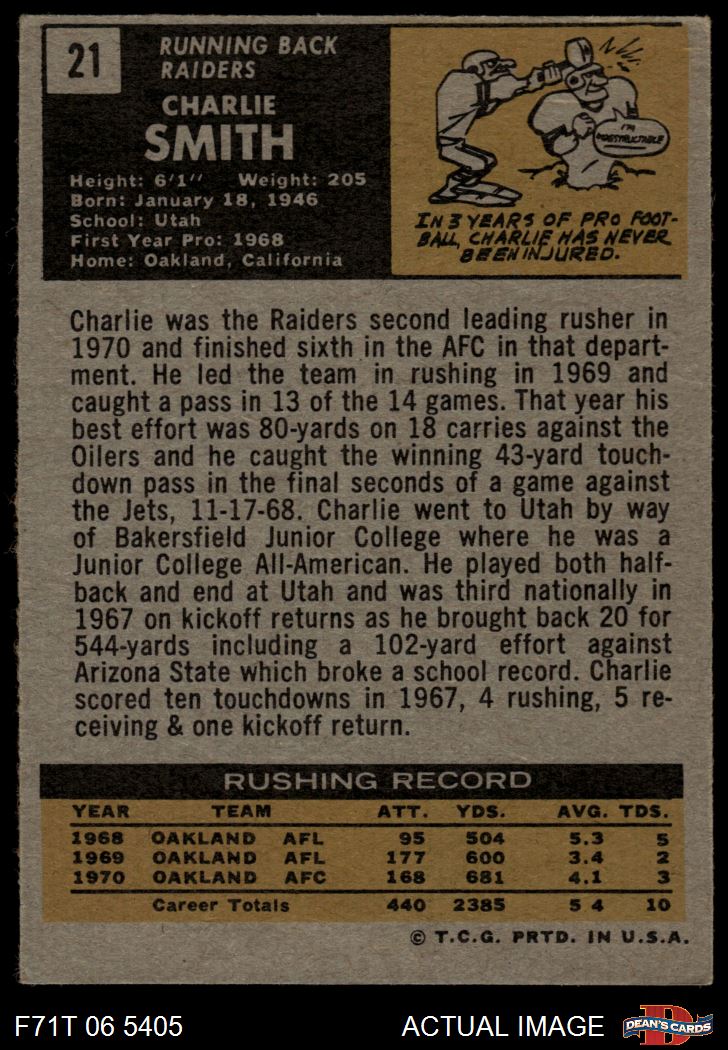 21
RUNNING BACK
RAIDERS
CHARLIE
SMITH
Height: 6'1'' Weight: 205
Born: January 18, 1946
School: Utah
First Year Pro: 1968
Home: Oakland, California
I'M
INDESTRUCTABLE
IN 3 YEARS OF PRO FOOT-
BALL, CHARLIE HAS NEVER
BEEN INJURED.
Charlie was the Raiders second leading rusher in
1970 and finished sixth in the AFC in that depart-
ment. He led the team in rushing in 1969 and
caught a pass in 13 of the 14 games. That year his
best effort was 80-yards on 18 carries against the
Oilers and he caught the winning 43-yard touch-
down pass in the final seconds of a game against
the Jets, 11-17-68. Charlie went to Utah by way
of Bakersfield Junior College where he was a
Junior College All-American. He played both half-
back and end at Utah and was third nationally in
1967 on kickoff returns as he brought back 20 for
544-yards including a 102-yard effort against
Arizona State which broke a school record. Charlie
scored ten touchdowns in 1967, 4 rushing, 5 re-
ceiving & one kickoff return.
RUSHING RECORD
YEAR TEAM ATT. YDS. AVG. TDS.
1968 OAKLAND AFL 95 504 5.3 5
1969 OAKLAND AFL 177 600 3.4 2
1970 OAKLAND AFC 168 681 4.1 3
Career Totals 440 2385 5 4 10
© T.C.G. PRTD. IN U.S.A.
F71T 06 5405 ACTUAL IMAGE
D
DEAN'S CARDS